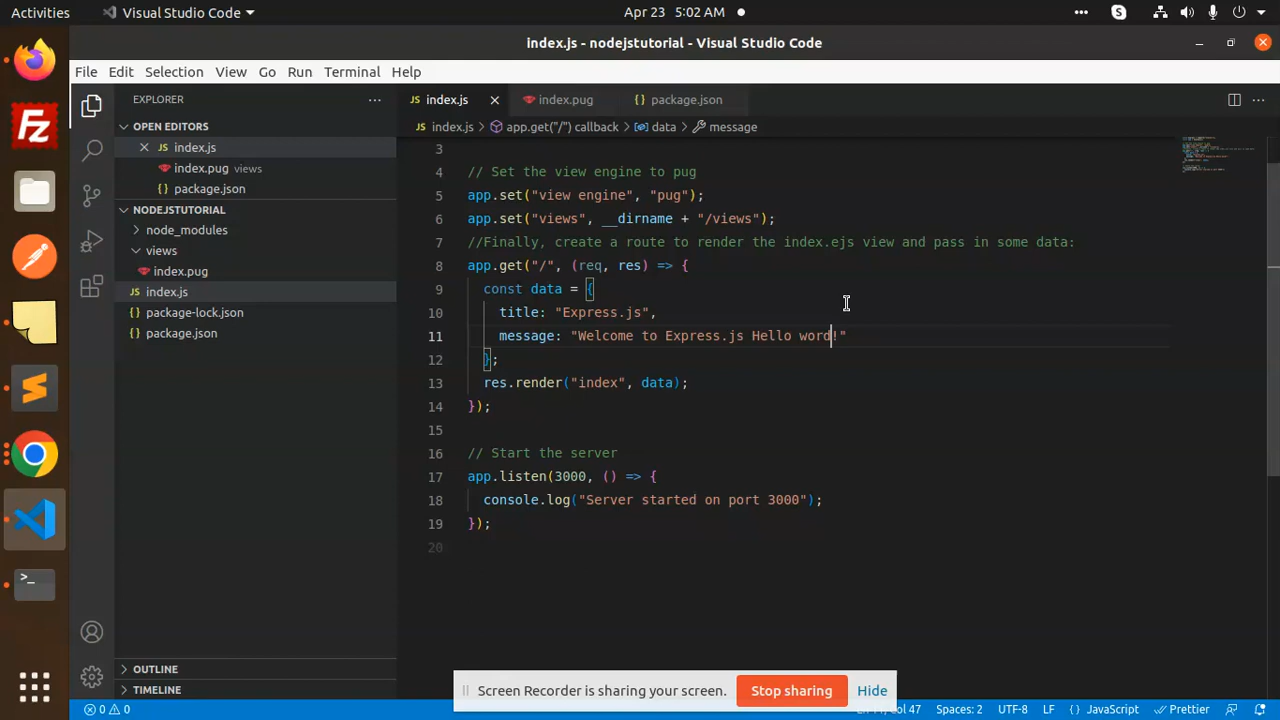 Activities
Visual Studio Code
Apr 23 5:02 AM
index.js - nodejstutorial - Visual Studio Code
File Edit Selection View Go Run Terminal Help
EXPLORER
index.js
index.pug
package.json
OPEN EDITORS
index.js > app.get("/") callback > data > message
index.js
index.pug views
package.json
NODEJSTUTORIAL
node_modules
views
index.pug
index.js
package-lock.json
package.json
3
4 // Set the view engine to pug
5 app.set("view engine", "pug");
6 app.set("views", __dirname + "/views");
7 //Finally, create a route to render the index.ejs view and pass in some data:
8 app.get("/", (req, res) => {
9 const data = {
10 title: "Express.js",
11 message: "Welcome to Express.js Hello word!"
12 };
13 res.render("index", data);
14 });
15
16 // Start the server
17 app.listen(3000, () => {
18 console.log("Server started on port 3000");
19 });
20
OUTLINE
TIMELINE
Screen Recorder is sharing your screen.
Stop sharing
Hide
0 0
Col 47
Spaces: 2
UTF-8
LF
{ } JavaScript
Prettier